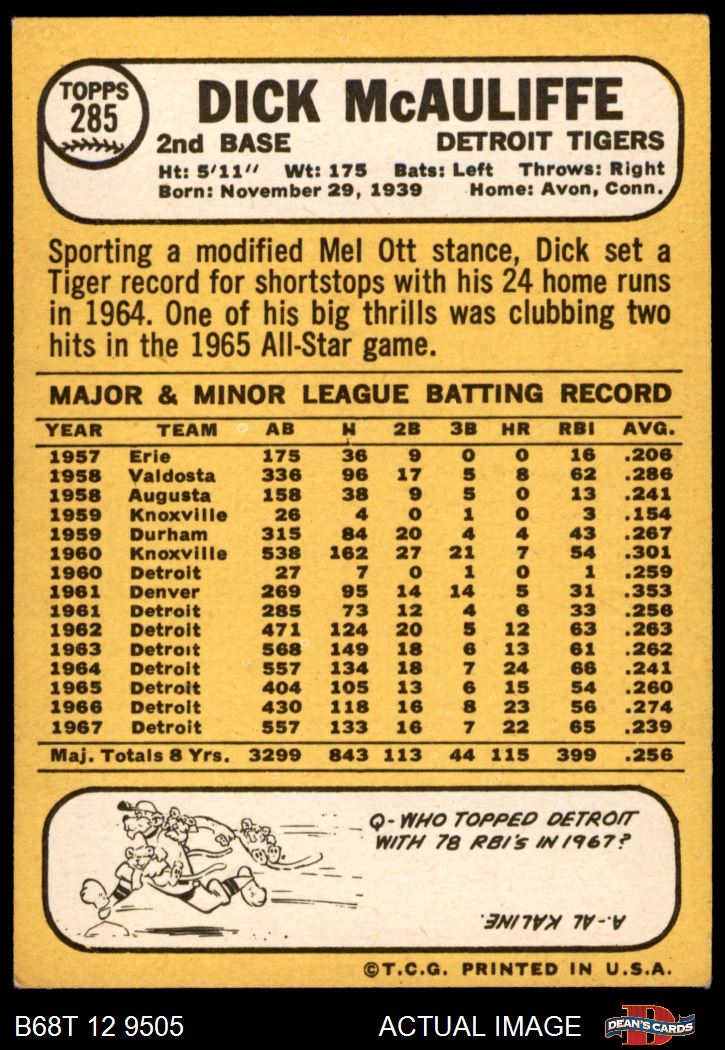 TOPPS
285
DICK McAULIFFE
2nd BASE DETROIT TIGERS
Ht: 5'11" Wt: 175 Bats: Left Throws: Right
Born: November 29, 1939 Home: Avon, Conn.
Sporting a modified Mel Ott stance, Dick set a
Tiger record for shortstops with his 24 home runs
in 1964. One of his big thrills was clubbing two
hits in the 1965 All-Star game.
MAJOR & MINOR LEAGUE BATTING RECORD
YEAR TEAM AB H 2B 3B HR RBI AVG.
1957 Erie 175 36 9 0 0 16 .206
1958 Valdosta 336 96 17 5 8 62 .286
1958 Augusta 158 38 9 5 0 13 .241
1959 Knoxville 26 4 0 1 0 3 .154
1959 Durham 315 84 20 4 4 43 .267
1960 Knoxville 538 162 27 21 7 54 .301
1960 Detroit 27 7 0 1 0 1 .259
1961 Denver 269 95 14 14 5 31 .353
1961 Detroit 285 73 12 4 6 33 .256
1962 Detroit 471 124 20 5 12 63 .263
1963 Detroit 568 149 18 6 13 61 .262
1964 Detroit 557 134 18 7 24 66 .241
1965 Detroit 404 105 13 6 15 54 .260
1966 Detroit 430 118 16 8 23 56 .274
1967 Detroit 557 133 16 7 22 65 .239
Maj. Totals 8 Yrs. 3299 843 113 44 115 399 .256
Q-WHO TOPPED DETROIT
WITH 78 RBI'S IN 1967?
A-AL KALINE.
©T.C.G. PRINTED IN U.S.A.
B68T 12 9505 ACTUAL IMAGE
D
DEAN'S CARDS